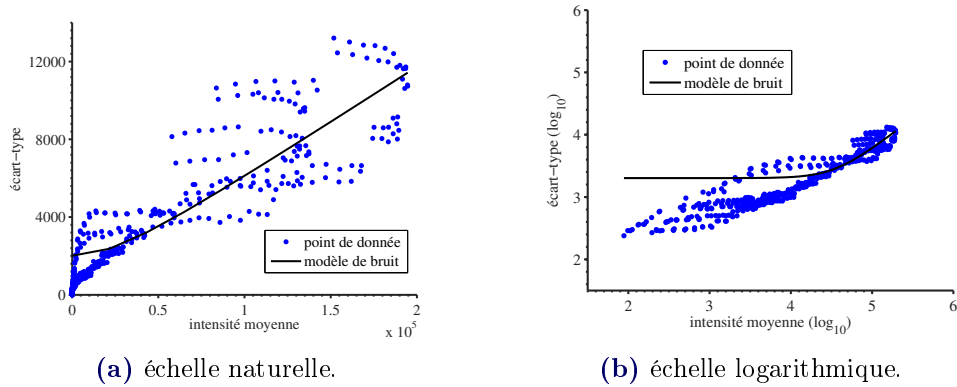 12000
8000
4000
0
écart−type
point de donnée
modèle de bruit
0 0.5 1 1.5 2
intensité moyenne
x 10^5
(a) échelle naturelle.
6
5
4
3
2
écart−type (log10)
point de donnée
modèle de bruit
2 3 4 5 6
intensité moyenne (log10)
(b) échelle logarithmique.